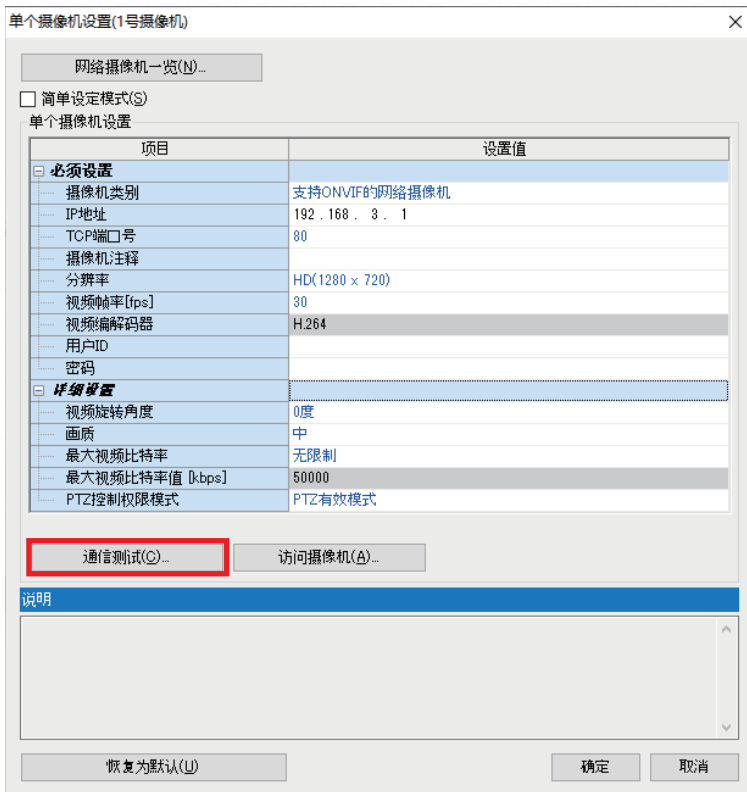 单个摄像机设置(1号摄像机)
网络摄像机一览(N)...
简单设定模式(S)
单个摄像机设置
项目 设置值
必须设置
摄像机类别 支持ONVIF的网络摄像机
IP地址 192 . 168 . 3 . 1
TCP端口号 80
摄像机注释
分辨率 HD(1280 x 720)
视频帧率[fps] 30
视频编解码器 H.264
用户ID
密码
详细设置
视频旋转角度 0度
画质 中
最大视频比特率 无限制
最大视频比特率值 [kbps] 50000
PTZ控制权限模式 PTZ有效模式
通信测试(C)... 访问摄像机(A)...
说明
恢复为默认(U) 确定 取消